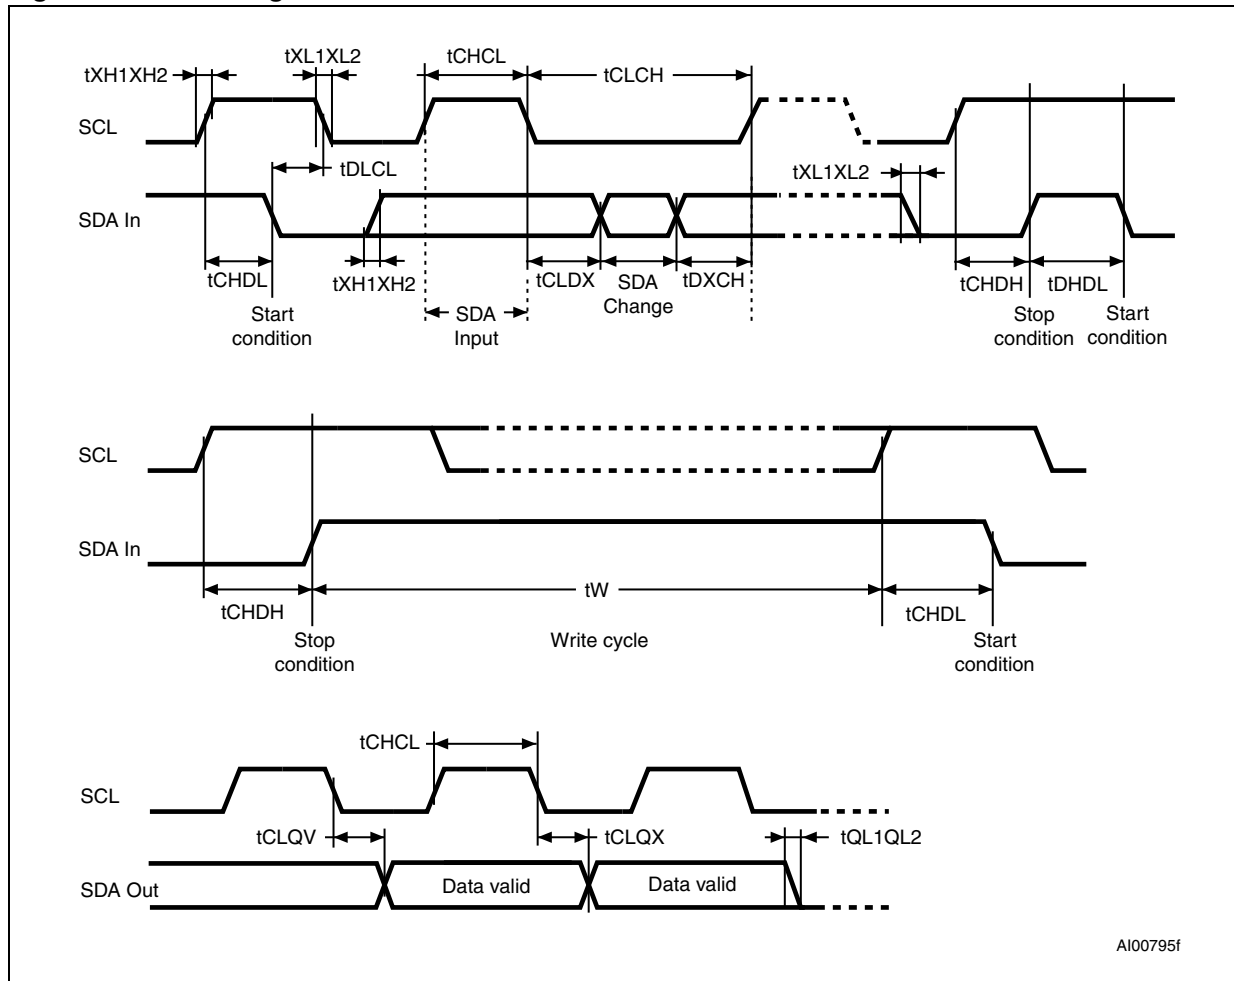 tXH1XH2
tXL1XL2
tCHCL
tCLCH
SCL
tDLCL
tXL1XL2
SDA In
tCHDL
tXH1XH2
tCLDX
SDA
Change
tDXCH
tCHDH
tDHDL
Start
condition
SDA
Input
Stop
condition
Start
condition
SCL
SDA In
tCHDH
tW
tCHDL
Stop
condition
Write cycle
Start
condition
tCHCL
SCL
tCLQV
tCLQX
tQL1QL2
SDA Out
Data valid
Data valid
AI00795f